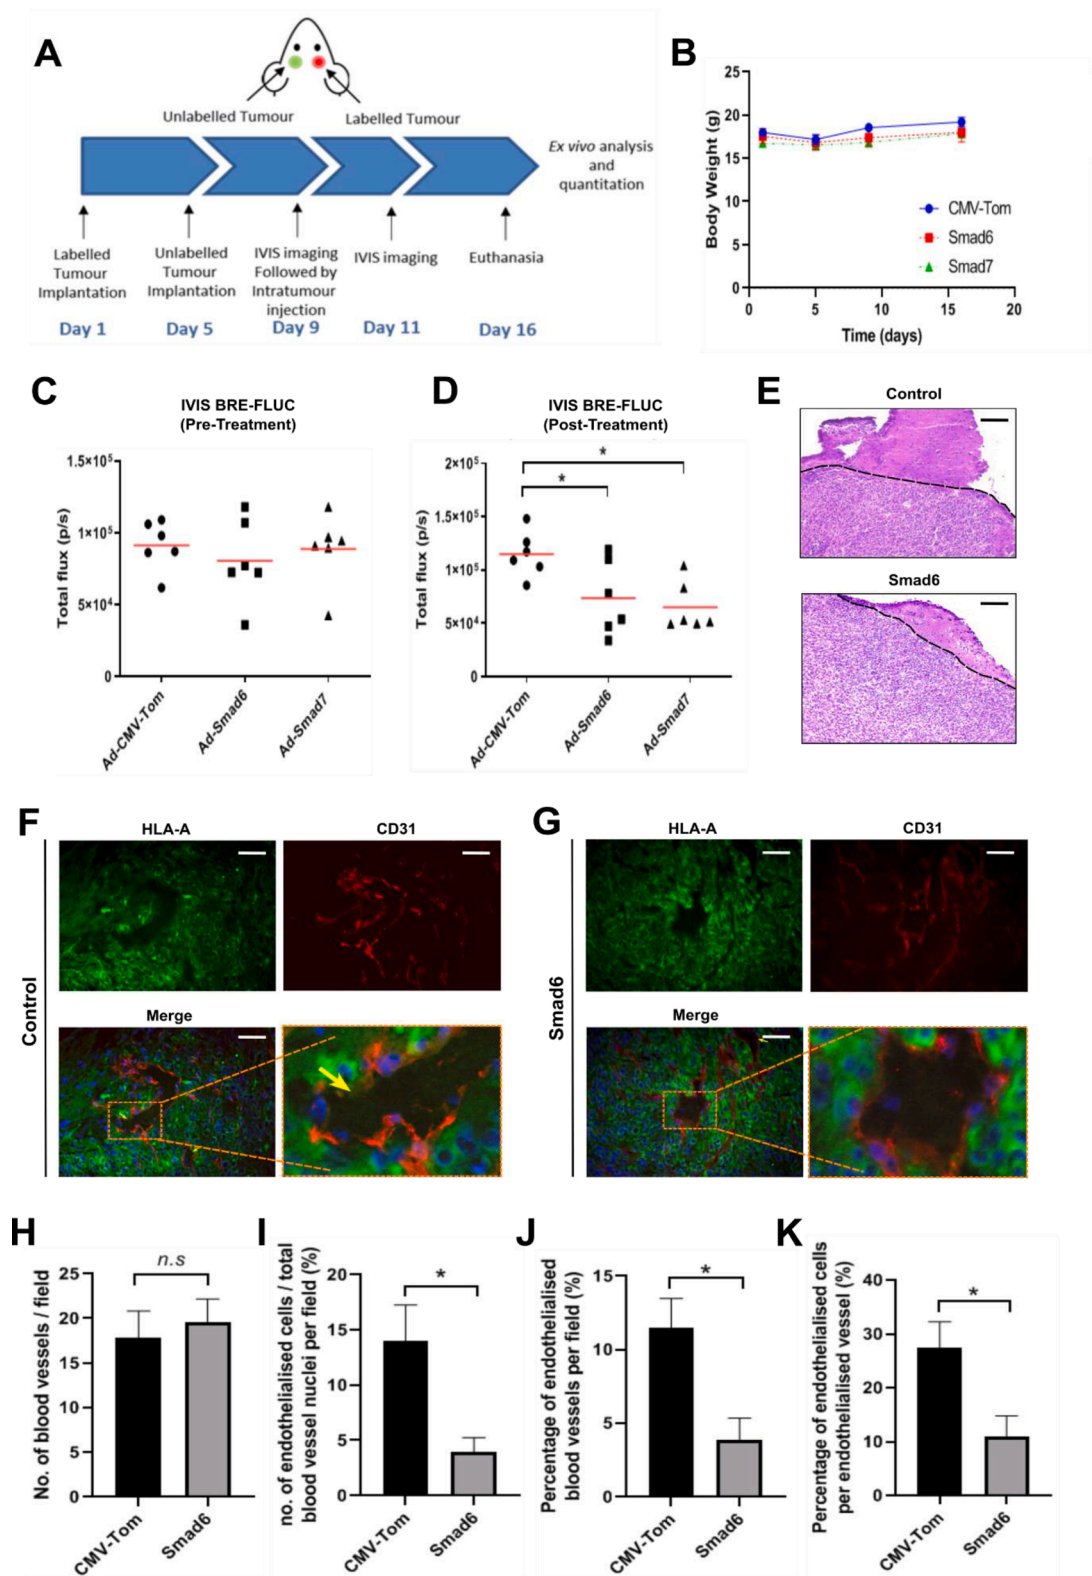 A
Unlabelled Tumour
Labelled Tumour
Ex vivo analysis
and
quantitation
Labelled
Tumour
Implantation
Unlabelled
Tumour
Implantation
IVIS imaging
Followed by
Intratumour
injection
IVIS imaging
Euthanasia
Day 1
Day 5
Day 9
Day 11
Day 16
B
Body Weight (g)
25
20
15
10
5
0
0
5
10
15
20
Time (days)
CMV-Tom
Smad6
Smad7
C
IVIS BRE-FLUC
(Pre-Treatment)
Total flux (p/s)
1.5×10⁵
1×10⁵
5×10⁴
0
Ad-CMV-Tom
Ad-Smad6
Ad-Smad7
D
IVIS BRE-FLUC
(Post-Treatment)
Total flux (p/s)
2×10⁵
1.5×10⁵
1×10⁵
5×10⁴
0
*
*
Ad-CMV-Tom
Ad-Smad6
Ad-Smad7
E
Control
Smad6
F
Control
HLA-A
CD31
Merge
G
Smad6
HLA-A
CD31
Merge
H
No. of blood vessels / field
25
20
15
10
5
0
n.s
CMV-Tom
Smad6
I
no. of endothelialised cells / total
blood vessel nuclei per field (%)
20
15
10
5
0
*
CMV-Tom
Smad6
J
Percentage of endothelialised
blood vessels per field (%)
15
10
5
0
*
CMV-Tom
Smad6
K
Percentage of endothelialised cells
per endothelialised vessel (%)
40
30
20
10
0
*
CMV-Tom
Smad6